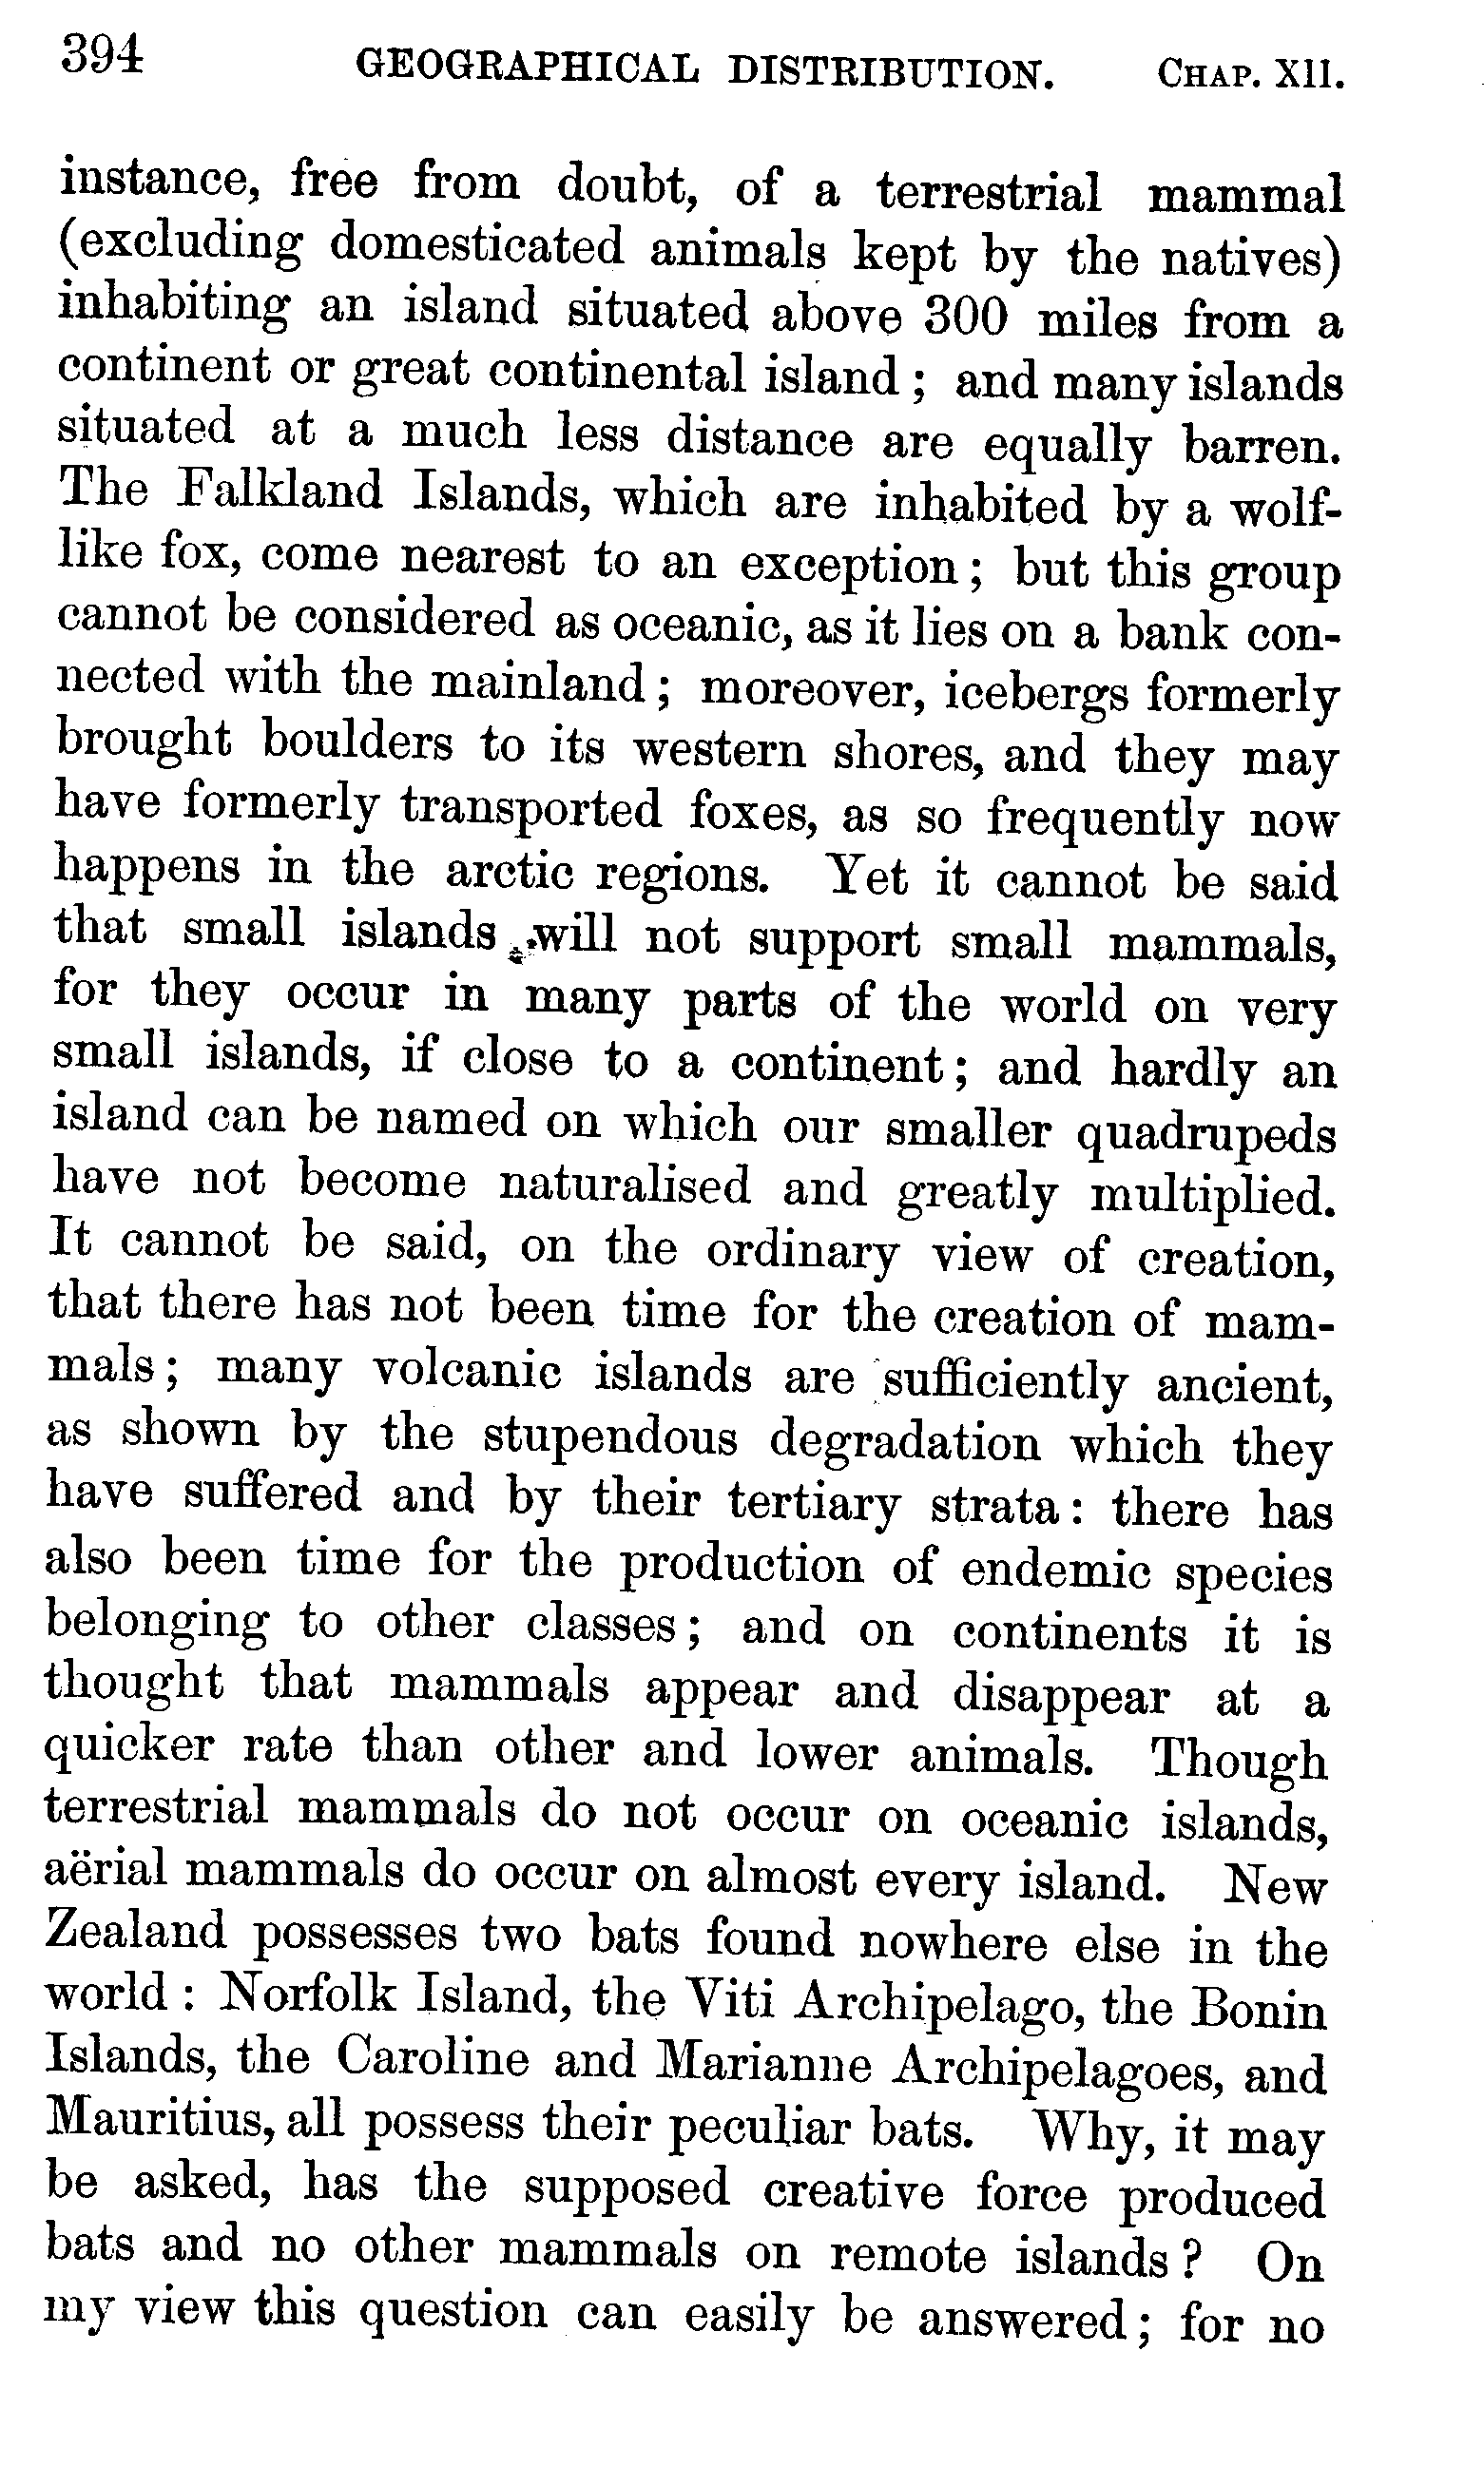 394 GEOGRAPHICAL DISTRIBUTION. CHAP. XII.
instance, free from doubt, of a terrestrial mammal
(excluding domesticated animals kept by the natives)
inhabiting an island situated above 300 miles from a
continent or great continental island; and many islands
situated at a much less distance are equally barren.
The Falkland Islands, which are inhabited by a wolf-
like fox, come nearest to an exception; but this group
cannot be considered as oceanic, as it lies on a bank con-
nected with the mainland; moreover, icebergs formerly
brought boulders to its western shores, and they may
have formerly transported foxes, as so frequently now
happens in the arctic regions. Yet it cannot be said
that small islands will not support small mammals,
for they occur in many parts of the world on very
small islands, if close to a continent; and hardly an
island can be named on which our smaller quadrupeds
have not become naturalised and greatly multiplied.
It cannot be said, on the ordinary view of creation,
that there has not been time for the creation of mam-
mals; many volcanic islands are sufficiently ancient,
as shown by the stupendous degradation which they
have suffered and by their tertiary strata: there has
also been time for the production of endemic species
belonging to other classes; and on continents it is
thought that mammals appear and disappear at a
quicker rate than other and lower animals. Though
terrestrial mammals do not occur on oceanic islands,
aërial mammals do occur on almost every island. New
Zealand possesses two bats found nowhere else in the
world: Norfolk Island, the Viti Archipelago, the Bonin
Islands, the Caroline and Marianne Archipelagoes, and
Mauritius, all possess their peculiar bats. Why, it may
be asked, has the supposed creative force produced
bats and no other mammals on remote islands? On
my view this question can easily be answered; for no